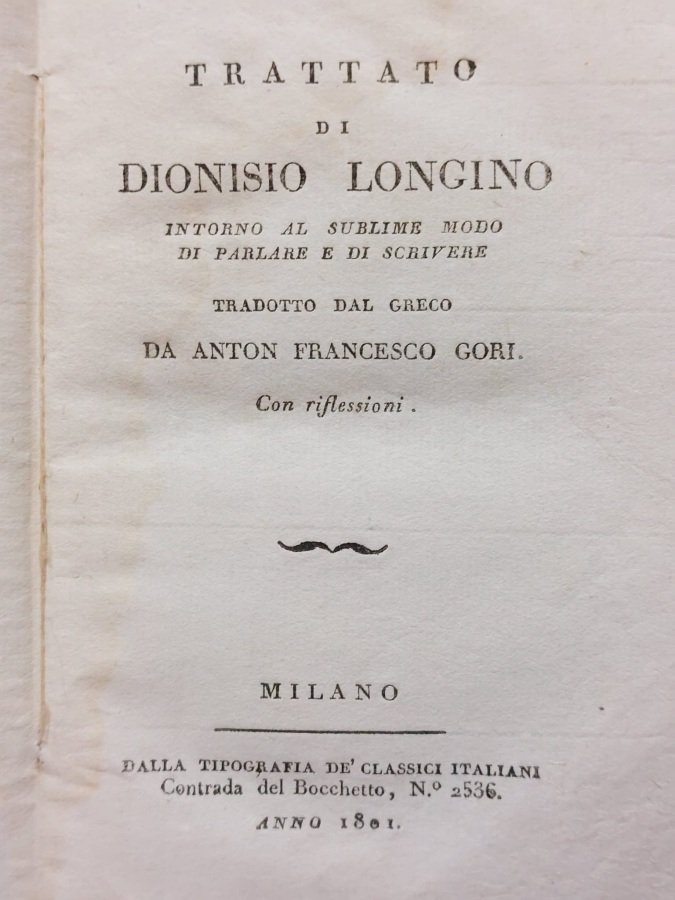 TRATTATO
DI
DIONISIO LONGINO
INTORNO AL SUBLIME MODO
DI PARLARE E DI SCRIVERE
TRADOTTO DAL GRECO
DA ANTON FRANCESCO GORI.
Con riflessioni .
MILANO
DALLA TIPOGRAFIA DE' CLASSICI ITALIANI
Contrada del Bocchetto, N.º 2536.
ANNO 1801.